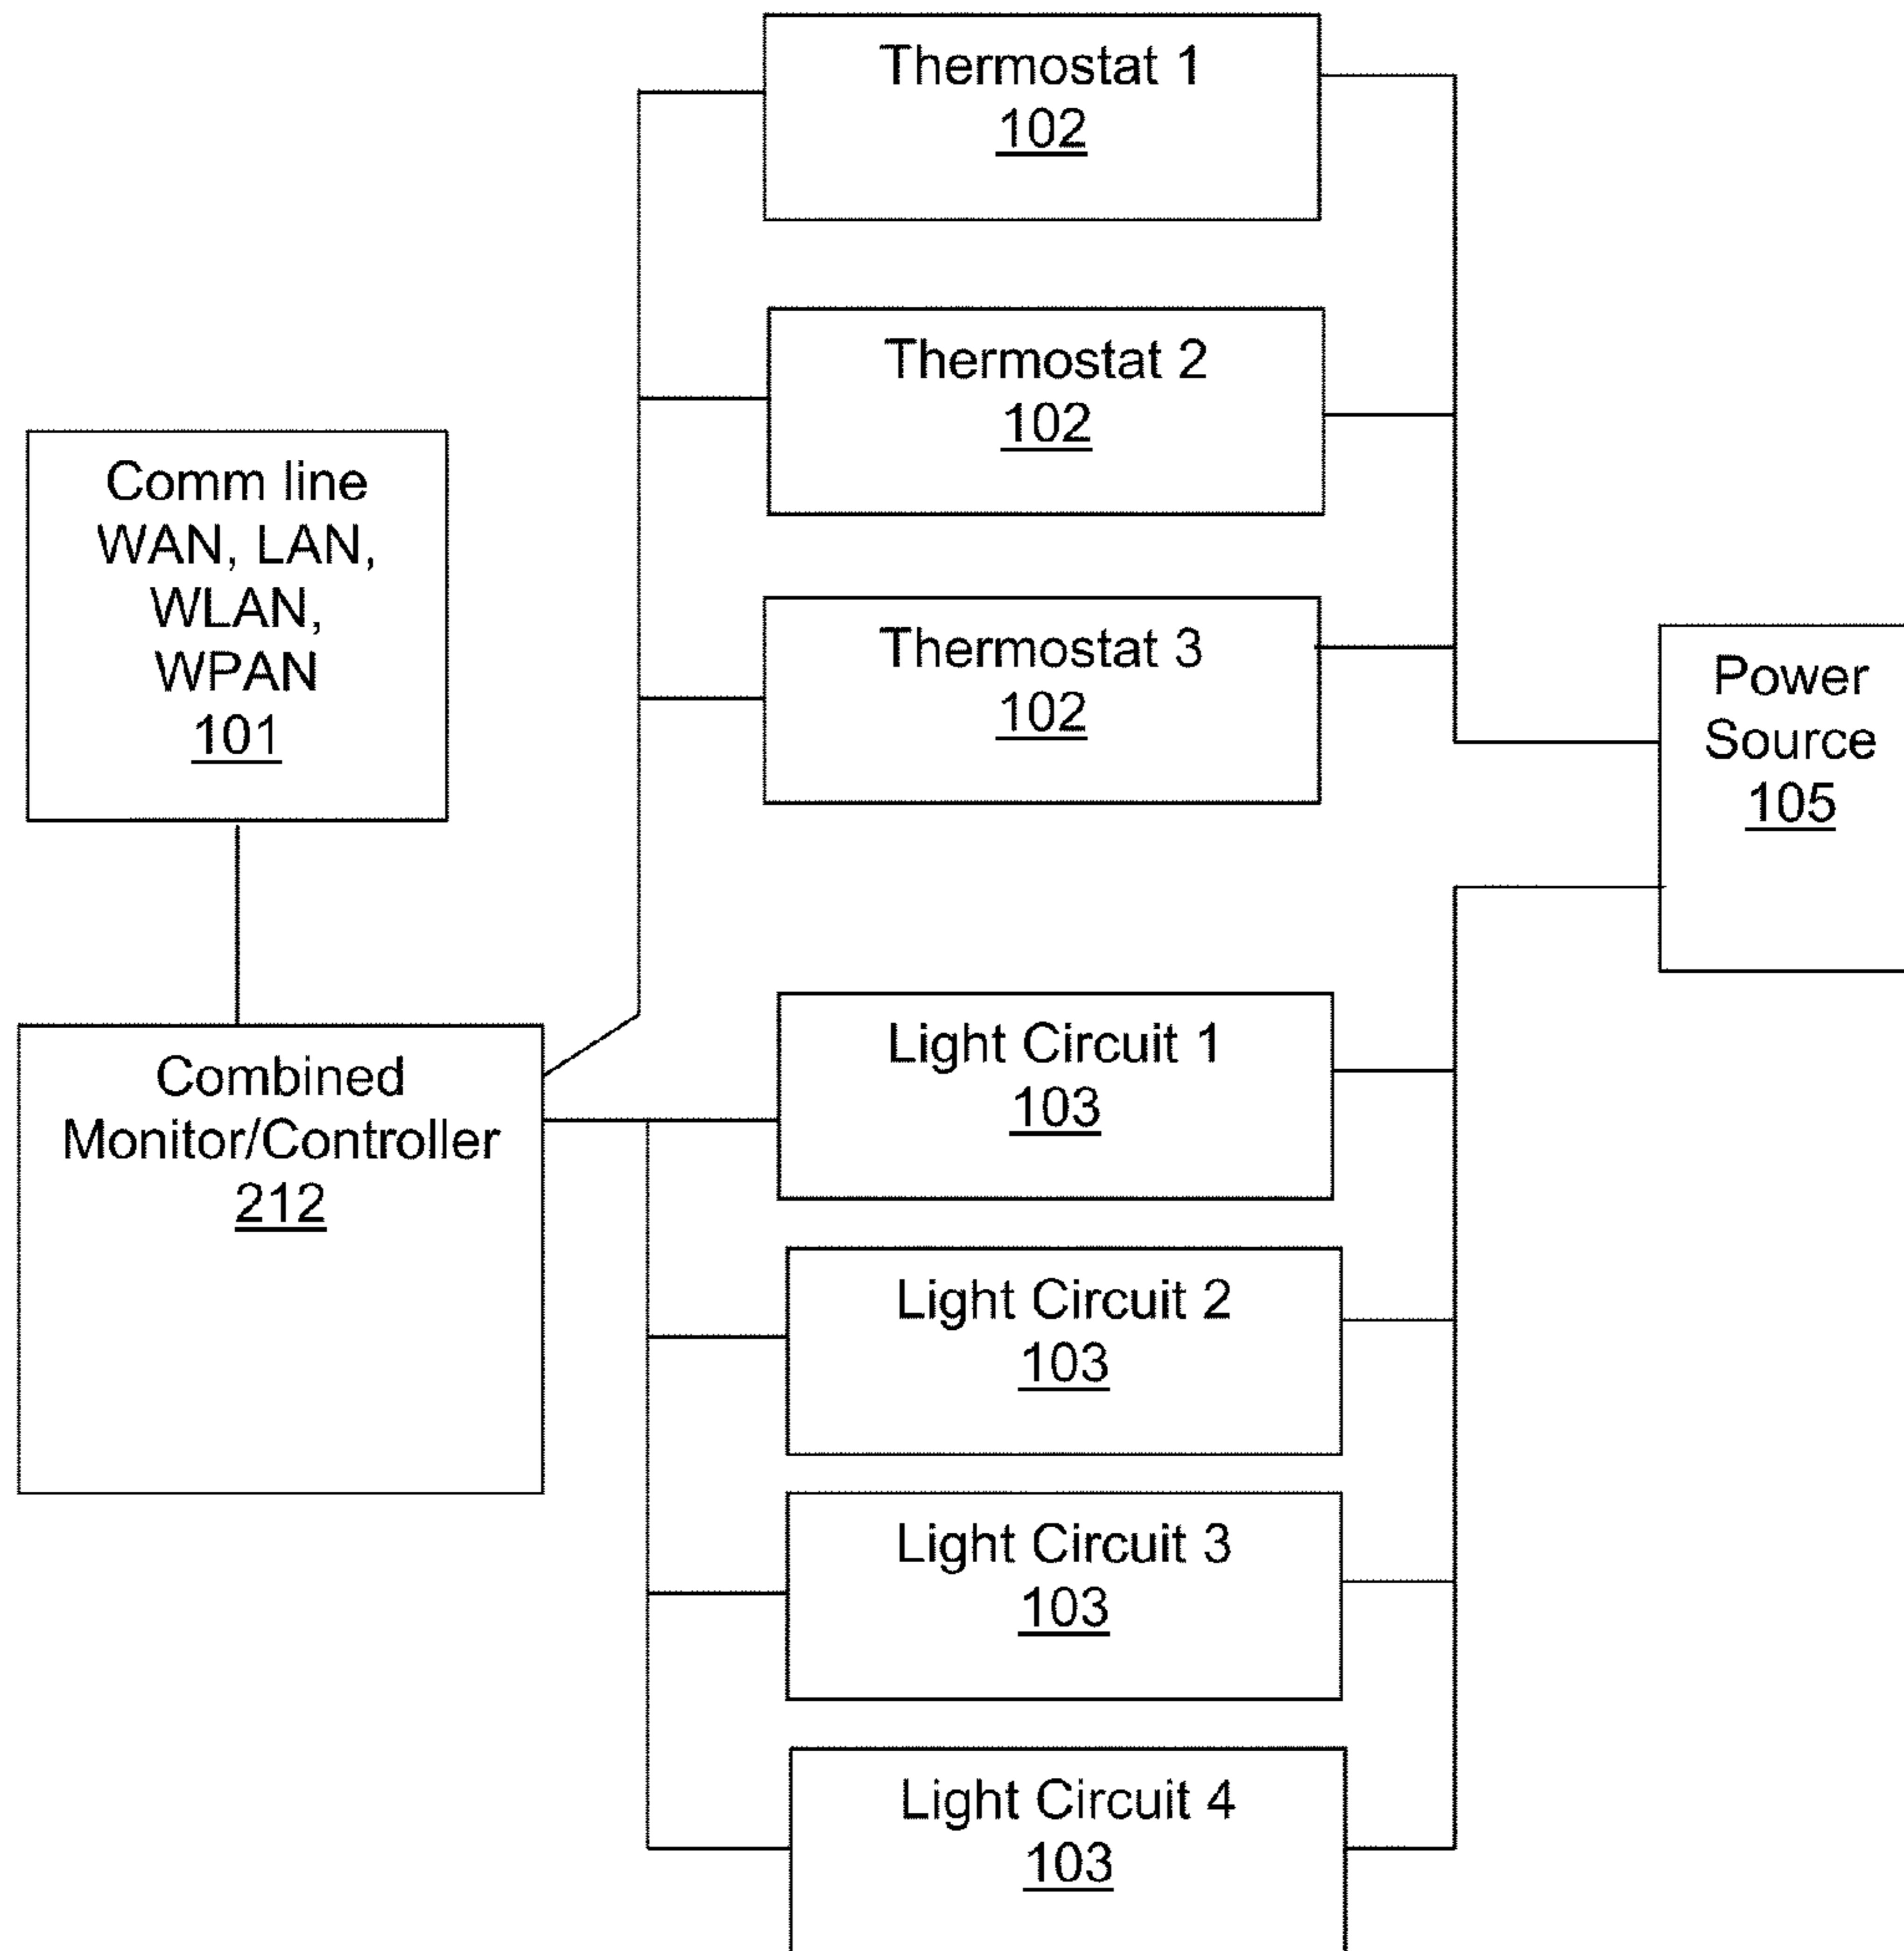 Thermostat 1
102
Thermostat 2
102
Comm line
WAN, LAN,
WLAN,
WPAN
101
Thermostat 3
102
Power
Source
105
Combined
Monitor/Controller
212
Light Circuit 1
103
Light Circuit 2
103
Light Circuit 3
103
Light Circuit 4
103